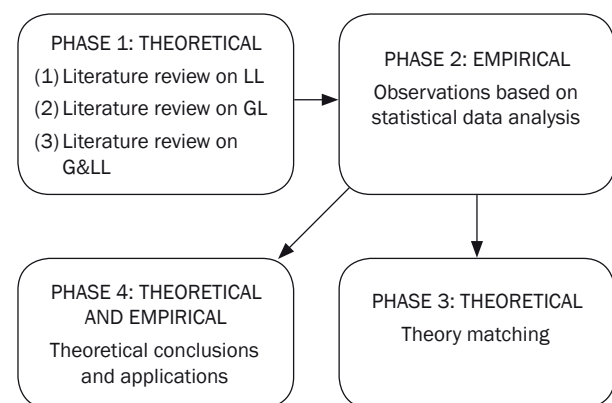 PHASE 1: THEORETICAL
(1) Literature review on LL
(2) Literature review on GL
(3) Literature review on
G&LL
PHASE 2: EMPIRICAL
Observations based on
statistical data analysis
PHASE 4: THEORETICAL
AND EMPIRICAL
Theoretical conclusions
and applications
PHASE 3: THEORETICAL
Theory matching